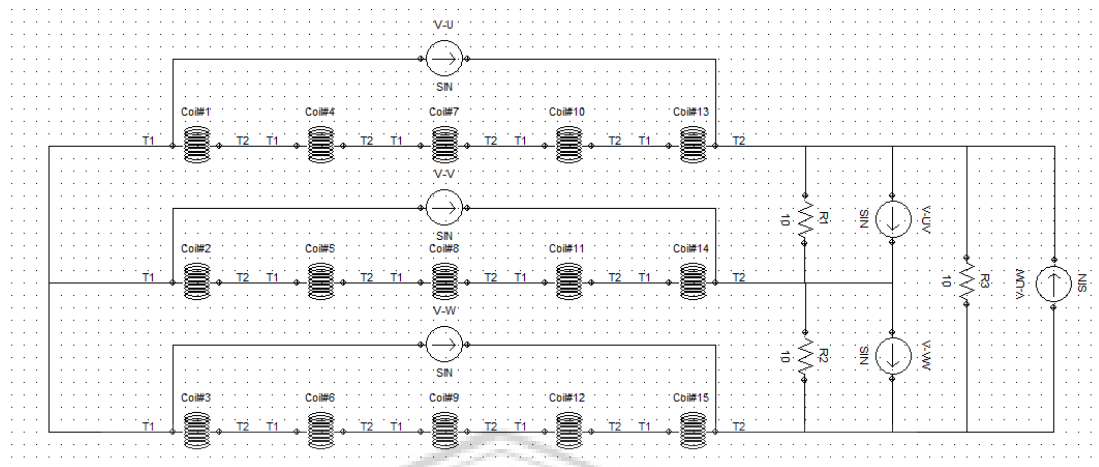 V-U
SIN
Coil#1 Coil#4 Coil#7 Coil#10 Coil#13
T1 T2 T1 T2 T1 T2 T1 T2 T1 T2
V-V
SIN
Coil#2 Coil#5 Coil#8 Coil#11 Coil#14
T1 T2 T1 T2 T1 T2 T1 T2 T1 T2
V-W
SIN
Coil#3 Coil#6 Coil#9 Coil#12 Coil#15
T1 T2 T1 T2 T1 T2 T1 T2 T1 T2
R1
10
V-UV
SIN
R2
10
V-VW
SIN
R3
10
V-UW
SIN